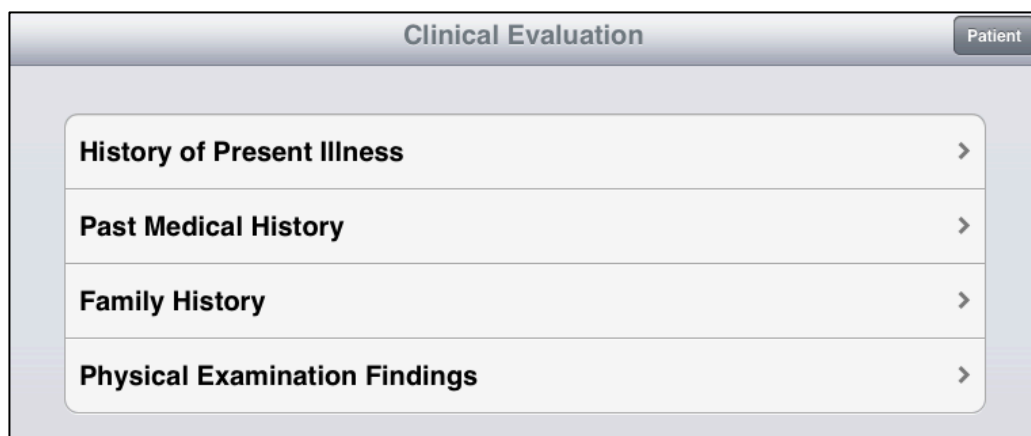 Clinical Evaluation
Patient
History of Present Illness
Past Medical History
Family History
Physical Examination Findings